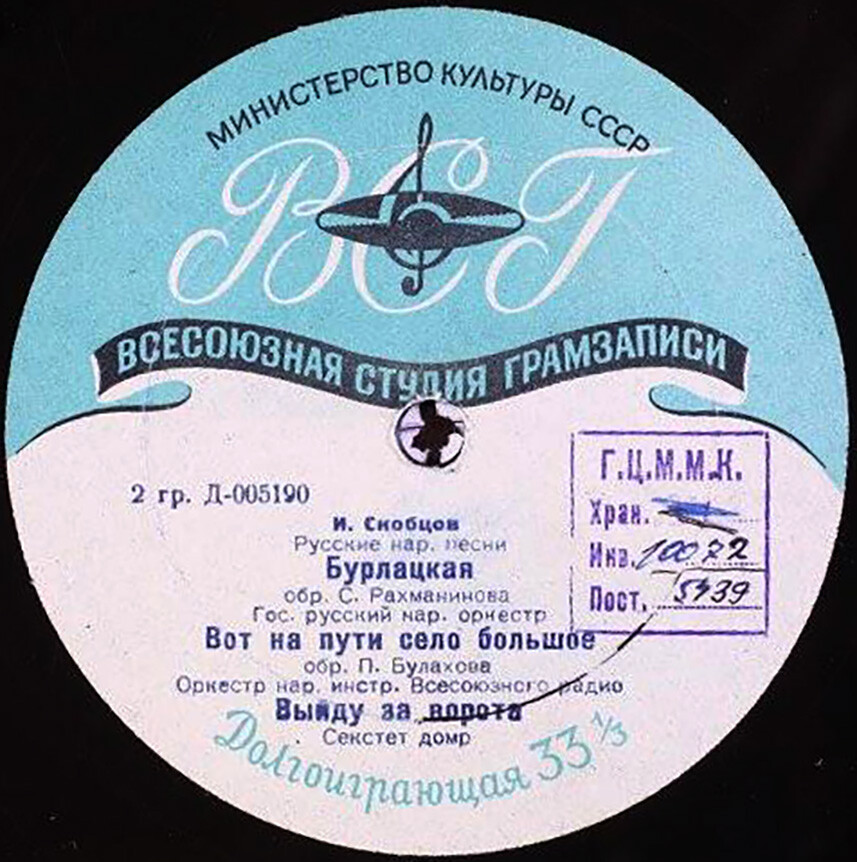 МИНИСТЕРСТВО КУЛЬТУРЫ СССР
ВСГ
ВСЕСОЮЗНАЯ СТУДИЯ ГРАМЗАПИСИ
2 гр. Д-005190
И. Скобцов
Русские нар. песни
Бурлацкая
обр. С. Рахманинова
Гос. русский нар. оркестр
Вот на пути село большое
обр. П. Булахова
Оркестр нар. инстр. Всесоюзного радио
Выйду за ворота
Секстет домр
Долгоиграющая 33 1/3
Г.Ц.М.М.К.
Хран.
Инв. 10072
Пост. 5439